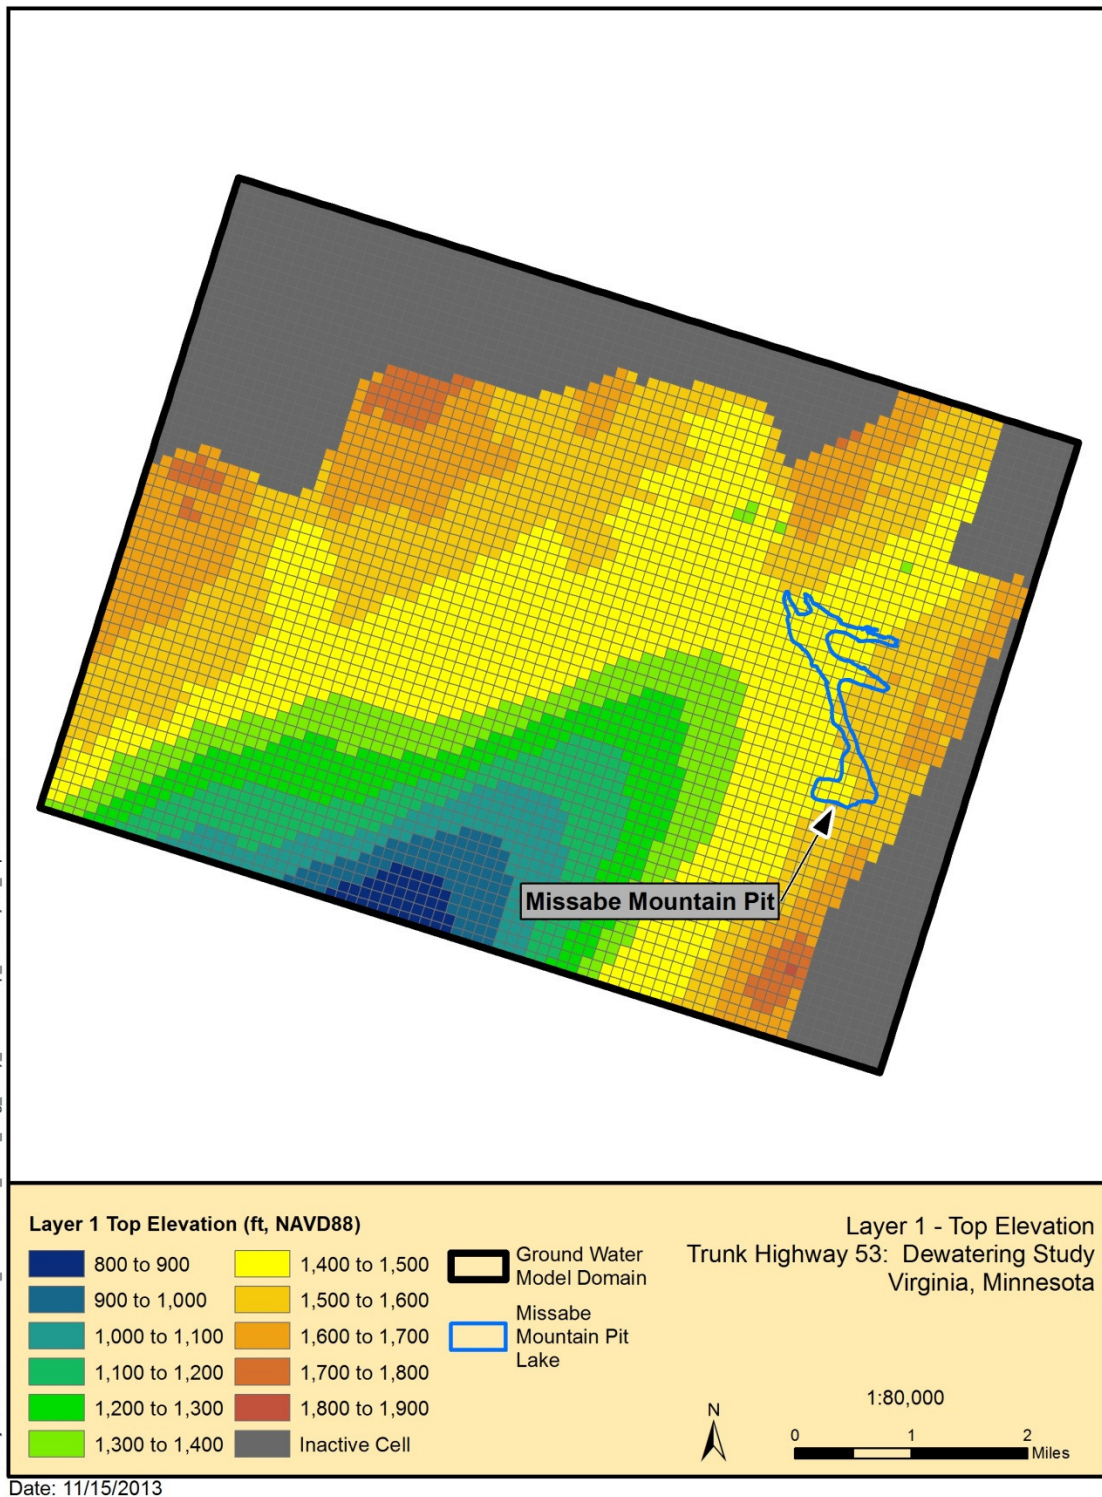 Missabe Mountain Pit
Layer 1 Top Elevation (ft, NAVD88)
800 to 900
900 to 1,000
1,000 to 1,100
1,100 to 1,200
1,200 to 1,300
1,300 to 1,400
1,400 to 1,500
1,500 to 1,600
1,600 to 1,700
1,700 to 1,800
1,800 to 1,900
Inactive Cell
Ground Water
Model Domain
Missabe
Mountain Pit
Lake
Layer 1 - Top Elevation
Trunk Highway 53: Dewatering Study
Virginia, Minnesota
N
1:80,000
0 1 2
Miles
Date: 11/15/2013